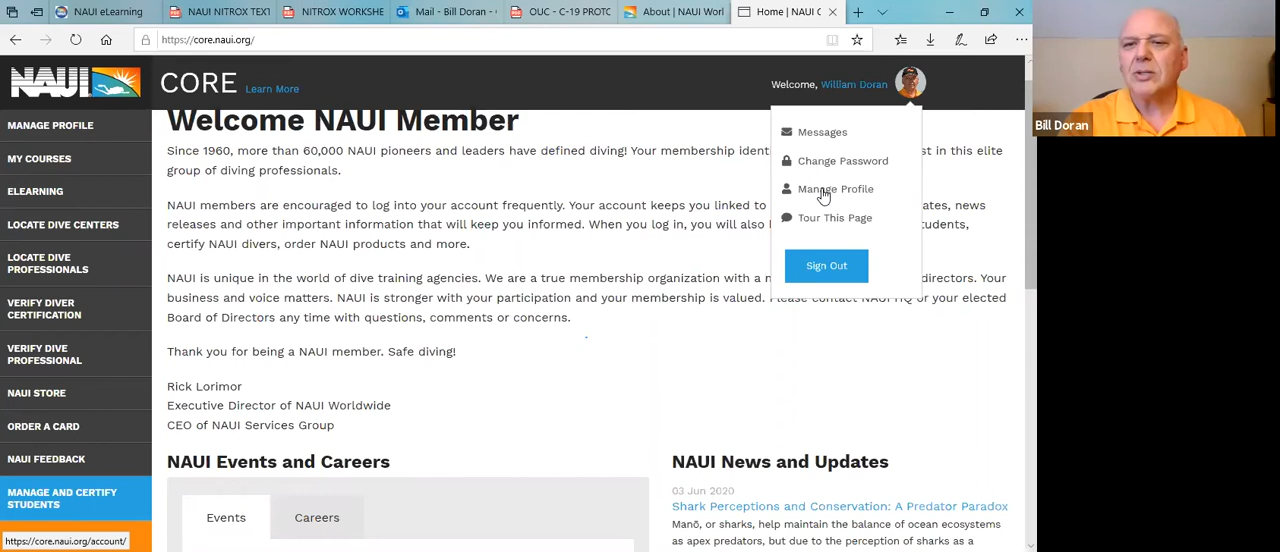 NAUI eLearning
NAUI NITROX TEXT
NITROX WORKSHE
Mail - Bill Doran -
OUC - C-19 PROTO
About | NAUI Worl
Home | NAUI C
https://core.naui.org/
NAUI
CORE
Learn More
Welcome, William Doran
Messages
Change Password
Manage Profile
Tour This Page
Sign Out
Bill Doran
MANAGE PROFILE
MY COURSES
ELEARNING
LOCATE DIVE CENTERS
LOCATE DIVE
PROFESSIONALS
VERIFY DIVER
CERTIFICATION
VERIFY DIVE
PROFESSIONAL
NAUI STORE
ORDER A CARD
NAUI FEEDBACK
MANAGE AND CERTIFY
STUDENTS
https://core.naui.org/account/
Welcome NAUI Member
Since 1960, more than 60,000 NAUI pioneers and leaders have defined diving! Your membership ident st in this elite
group of diving professionals.
NAUI members are encouraged to log into your account frequently. Your account keeps you linked to dates, news
releases and other important information that will keep you informed. When you log in, you will also tudents,
certify NAUI divers, order NAUI products and more.
NAUI is unique in the world of dive training agencies. We are a true membership organization with a m directors. Your
business and voice matters. NAUI is stronger with your participation and your membership is valued. Please contact NAUI HQ or your elected
Board of Directors any time with questions, comments or concerns.
Thank you for being a NAUI member. Safe diving!
Rick Lorimor
Executive Director of NAUI Worldwide
CEO of NAUI Services Group
NAUI Events and Careers
Events
Careers
NAUI News and Updates
03 Jun 2020
Shark Perceptions and Conservation: A Predator Paradox
Manō, or sharks, help maintain the balance of ocean ecosystems
as apex predators, but due to the perception of sharks as a